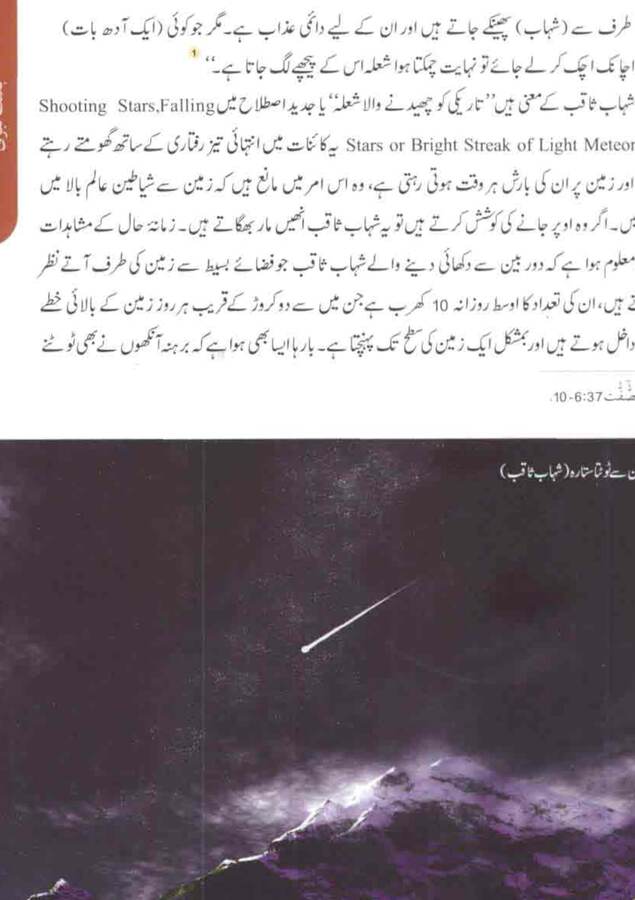 طرف سے (شہاب) پھینکے جاتے ہیں اور ان کے لیے دائمی عذاب ہے۔ مگر جو کوئی (ایک آدھ بات)
اچانک اچک کر لے جائے تو نہایت چمکتا ہوا شعلہ اس کے پیچھے لگ جاتا ہے۔“ 1
شہاب ثاقب کے معنی ہیں ”تاریکی کو چھیدنے والا شعلہ“ یا جدید اصطلاح میں Shooting Stars,Falling
Stars or Bright Streak of Light Meteor یہ کائنات میں انتہائی تیز رفتاری کے ساتھ گھومتے رہتے
اور زمین پر ان کی بارش ہر وقت ہوتی رہتی ہے، وہ اس امر میں مانع ہیں کہ زمین سے شیاطین عالم بالا میں
۔ اگر وہ اوپر جانے کی کوشش کرتے ہیں تو یہ شہاب ثاقب انھیں مار بھگاتے ہیں۔ زمانۂ حال کے مشاہدات
معلوم ہوا ہے کہ دوربین سے دکھائی دینے والے شہاب ثاقب جو فضائے بسیط سے زمین کی طرف آتے نظر
تے ہیں، ان کی تعداد کا اوسط روزانہ 10 کھرب ہے جن میں سے دو کروڑ کے قریب ہر روز زمین کے بالائی خطے
داخل ہوتے ہیں اور بمشکل ایک زمین کی سطح تک پہنچتا ہے۔ بارہا ایسا بھی ہوا ہے کہ برہنہ آنکھوں نے بھی ٹوٹنے
صّٰفّٰت 37:6-10.
ن سے ٹوٹتا ستارہ (شہاب ثاقب)